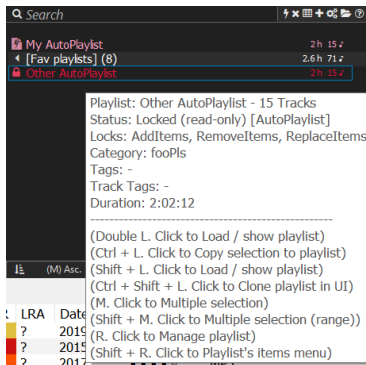 Search
My AutoPlaylist 2h 15
[Fav playlists] (8) 2.6h 71
Other AutoPlaylist 2h 15
Playlist: Other AutoPlaylist - 15 Tracks
Status: Locked (read-only) [AutoPlaylist]
Locks: AddItems, RemoveItems, ReplaceItems
Category: fooPls
Tags: -
Track Tags: -
Duration: 2:02:12
------------------------------------------------
(Double L. Click to Load / show playlist)
(Ctrl + L. Click to Copy selection to playlist)
(Shift + L. Click to Load / show playlist)
(Ctrl + Shift + L. Click to Clone playlist in UI)
(M. Click to Multiple selection)
(Shift + M. Click to Multiple selection (range))
(R. Click to Manage playlist)
(Shift + R. Click to Playlist's items menu)
(M) Asc.
LRA Date
? 2019
? 2015
? 2017